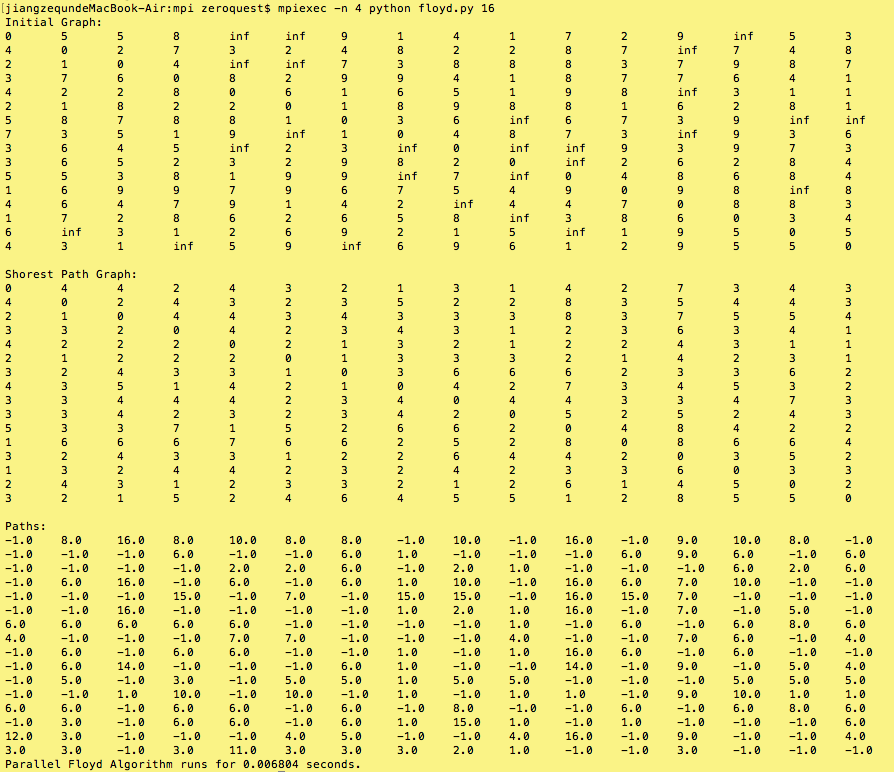 [jiangzequndeMacBook-Air:mpi zeroquest$ mpiexec -n 4 python floyd.py 16
Initial Graph:
0 5 5 8 inf inf 9 1 4 1 7 2 9 inf 5 3
4 0 2 7 3 2 4 8 2 2 8 7 inf 7 4 8
2 1 0 4 inf inf 7 3 8 8 8 3 7 9 8 7
3 7 6 0 8 2 9 9 4 1 8 7 7 6 4 1
4 2 2 8 0 6 1 6 5 1 9 8 inf 3 1 1
2 1 8 2 2 0 1 8 9 8 8 1 6 2 8 1
5 8 7 8 8 1 0 3 6 inf 6 7 3 9 inf inf
7 3 5 1 9 inf 1 0 4 8 7 3 inf 9 3 6
3 6 4 5 inf 2 3 inf 0 inf inf 9 3 9 7 3
3 6 5 2 3 2 9 8 2 0 inf 2 6 2 8 4
5 5 3 8 1 9 9 inf 7 inf 0 4 8 6 8 4
1 6 9 9 7 9 6 7 5 4 9 0 9 8 inf 8
4 6 4 7 9 1 4 2 inf 4 4 7 0 8 8 3
1 7 2 8 6 2 6 5 8 inf 3 8 6 0 3 4
6 inf 3 1 2 6 9 2 1 5 inf 1 9 5 0 5
4 3 1 inf 5 9 inf 6 9 6 1 2 9 5 5 0
Shorest Path Graph:
0 4 4 2 4 3 2 1 3 1 4 2 7 3 4 3
4 0 2 4 3 2 3 5 2 2 8 3 5 4 4 3
2 1 0 4 4 3 4 3 3 3 8 3 7 5 5 4
3 3 2 0 4 2 3 4 3 1 2 3 6 3 4 1
4 2 2 2 0 2 1 3 2 1 2 2 4 3 1 1
2 1 2 2 2 0 1 3 3 3 2 1 4 2 3 1
3 2 4 3 3 1 0 3 6 6 6 2 3 3 6 2
4 3 5 1 4 2 1 0 4 2 7 3 4 5 3 2
3 3 4 4 4 2 3 4 0 4 4 3 3 4 7 3
3 3 4 2 3 2 3 4 2 0 5 2 5 2 4 3
5 3 3 7 1 5 2 6 6 2 0 4 8 4 2 2
1 6 6 6 7 6 6 2 5 2 8 0 8 6 6 4
3 2 4 3 3 1 2 2 6 4 4 2 0 3 5 2
1 3 2 4 4 2 3 2 4 2 3 3 6 0 3 3
2 4 3 1 2 3 3 2 1 2 6 1 4 5 0 2
3 2 1 5 2 4 6 4 5 5 1 2 8 5 5 0
Paths:
-1.0 8.0 16.0 8.0 10.0 8.0 8.0 -1.0 10.0 -1.0 16.0 -1.0 9.0 10.0 8.0 -1.0
-1.0 -1.0 -1.0 6.0 -1.0 -1.0 6.0 1.0 -1.0 -1.0 -1.0 6.0 9.0 6.0 -1.0 6.0
-1.0 -1.0 -1.0 -1.0 2.0 2.0 6.0 -1.0 2.0 1.0 -1.0 -1.0 -1.0 6.0 2.0 6.0
-1.0 6.0 16.0 -1.0 6.0 -1.0 6.0 1.0 10.0 -1.0 16.0 6.0 7.0 10.0 -1.0 -1.0
-1.0 -1.0 -1.0 15.0 -1.0 7.0 -1.0 15.0 15.0 -1.0 16.0 15.0 7.0 -1.0 -1.0 -1.0
-1.0 -1.0 16.0 -1.0 -1.0 -1.0 -1.0 1.0 2.0 1.0 16.0 -1.0 7.0 -1.0 5.0 -1.0
6.0 6.0 6.0 6.0 6.0 -1.0 -1.0 -1.0 -1.0 1.0 -1.0 6.0 -1.0 6.0 8.0 6.0
4.0 -1.0 -1.0 -1.0 7.0 7.0 -1.0 -1.0 -1.0 4.0 -1.0 -1.0 7.0 6.0 -1.0 4.0
-1.0 6.0 -1.0 6.0 6.0 -1.0 -1.0 1.0 -1.0 1.0 16.0 6.0 -1.0 6.0 -1.0 -1.0
-1.0 6.0 14.0 -1.0 -1.0 -1.0 6.0 1.0 -1.0 -1.0 14.0 -1.0 9.0 -1.0 5.0 4.0
-1.0 5.0 -1.0 3.0 -1.0 5.0 5.0 1.0 5.0 5.0 -1.0 -1.0 -1.0 5.0 5.0 5.0
-1.0 -1.0 1.0 10.0 -1.0 10.0 -1.0 1.0 -1.0 1.0 1.0 -1.0 9.0 10.0 1.0 1.0
6.0 6.0 -1.0 6.0 6.0 -1.0 6.0 -1.0 8.0 -1.0 -1.0 6.0 -1.0 6.0 8.0 6.0
-1.0 3.0 -1.0 6.0 6.0 -1.0 6.0 1.0 15.0 1.0 -1.0 1.0 -1.0 -1.0 -1.0 6.0
12.0 3.0 -1.0 -1.0 -1.0 4.0 5.0 -1.0 -1.0 4.0 16.0 -1.0 9.0 -1.0 -1.0 4.0
3.0 3.0 -1.0 3.0 11.0 3.0 3.0 3.0 2.0 1.0 -1.0 -1.0 3.0 -1.0 -1.0 -1.0
Parallel Floyd Algorithm runs for 0.006804 seconds.